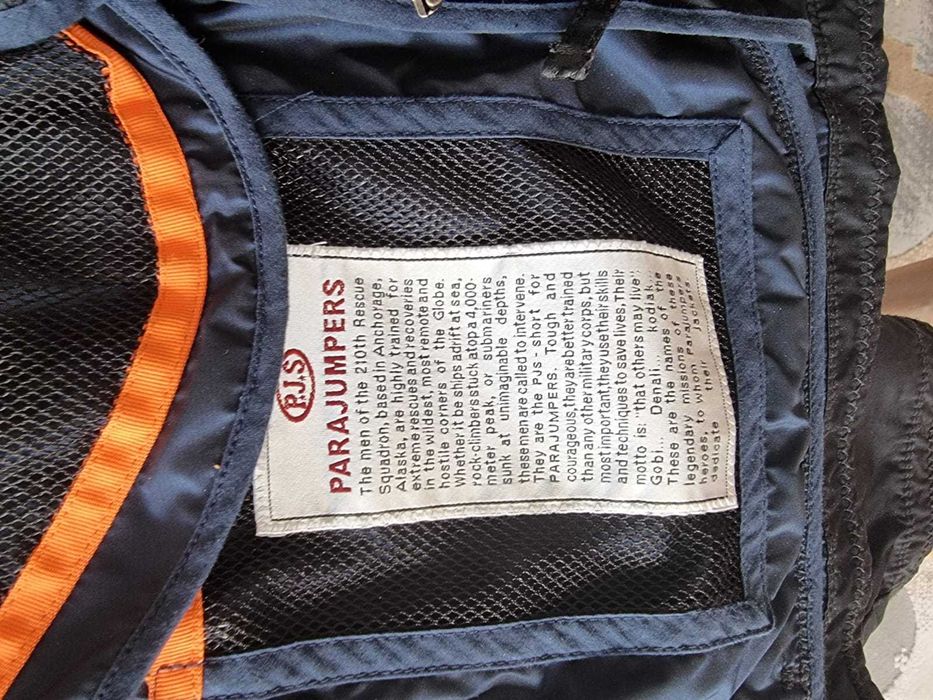 P.J.S
PARAJUMPERS
The men of the 210th Rescue
Squadron, based in Anchorage,
Alaska, are highly trained for
extreme rescues and recoveries
in the wildest, most remote and
hostile corners of the Globe.
Whether it be ships adrift at sea,
rock-climbers stuck atop a 4,000-
meter peak, or submariners
sunk at unimaginable depths,
these men are called to intervene.
They are the PJs - short for
PARAJUMPERS. Tough and
courageous, they are better trained
than any other military corps, but
most important, they use their skills
and techniques to save lives. Their
motto is: "that others may live".
Gobi... Denali... kodiak...
These are the names of the
legendary missions of these
heroes, to whom Parajumpers
dedicate their jackets.